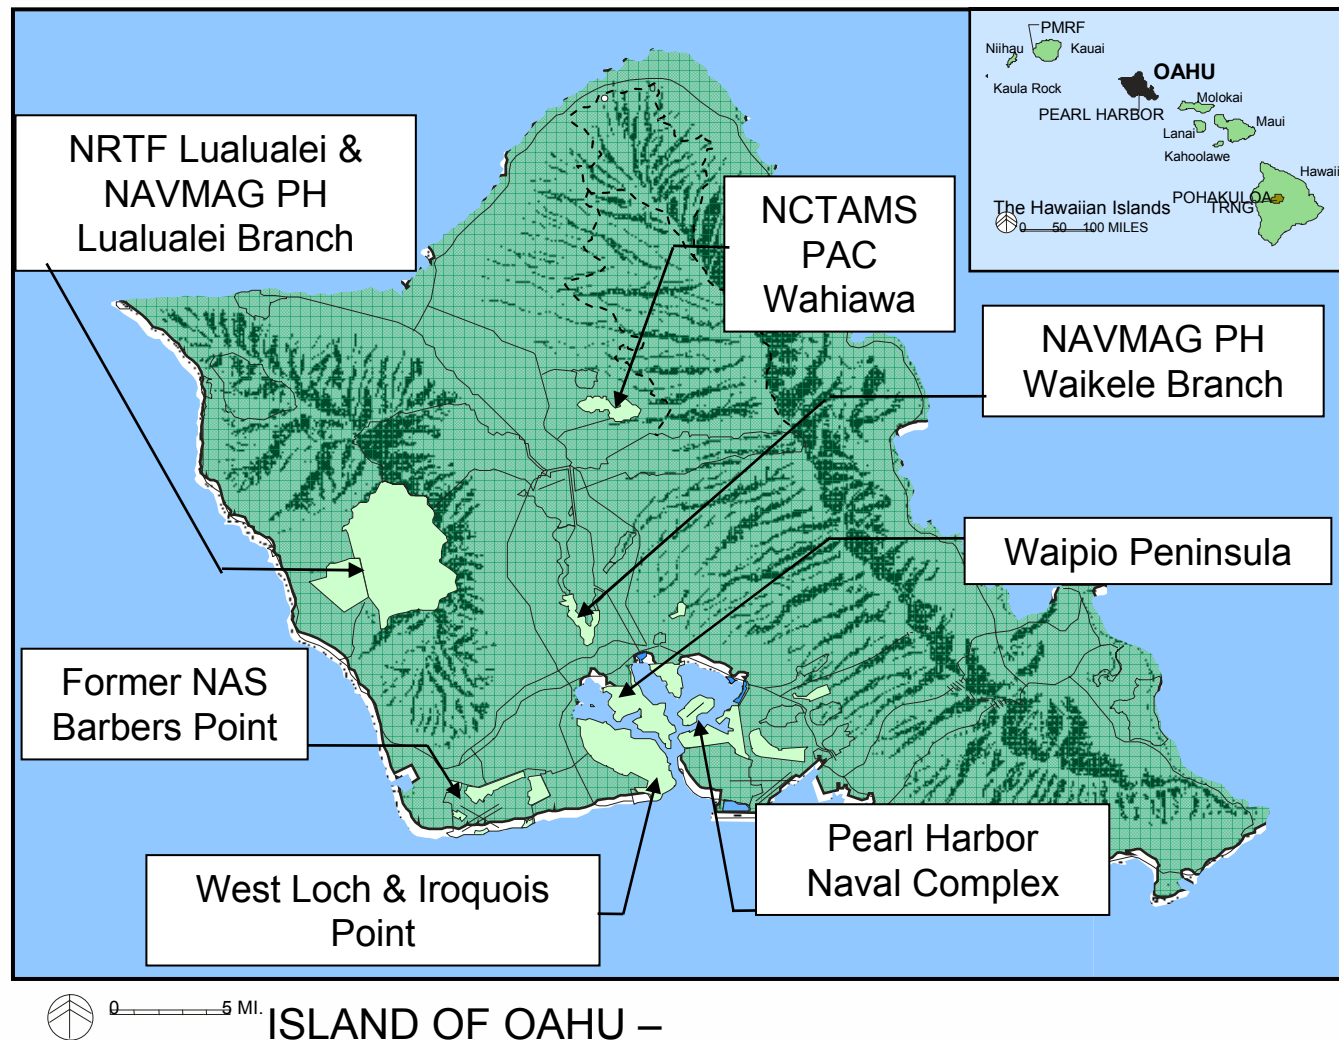 PMRF
Niihau
Kauai
Kaula Rock
OAHU
PEARL HARBOR
Molokai
Lanai
Maui
Kahoolawe
Hawaii
POHAKULOA
TRNG
The Hawaiian Islands
0 50 100 MILES
NRTF Lualualei &
NAVMAG PH
Lualualei Branch
NCTAMS
PAC
Wahiawa
NAVMAG PH
Waikele Branch
Waipio Peninsula
Former NAS
Barbers Point
Pearl Harbor
Naval Complex
West Loch & Iroquois
Point
0 5 MI.
ISLAND OF OAHU –